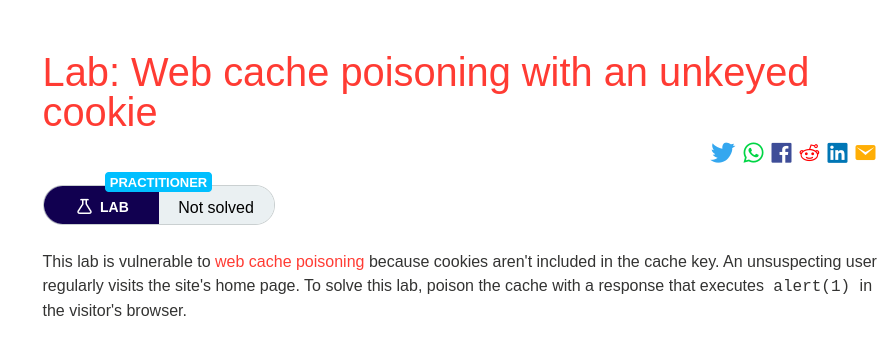 Lab: Web cache poisoning with an unkeyed
cookie
PRACTITIONER
LAB Not solved
This lab is vulnerable to web cache poisoning because cookies aren't included in the cache key. An unsuspecting user
regularly visits the site's home page. To solve this lab, poison the cache with a response that executes alert(1) in
the visitor's browser.